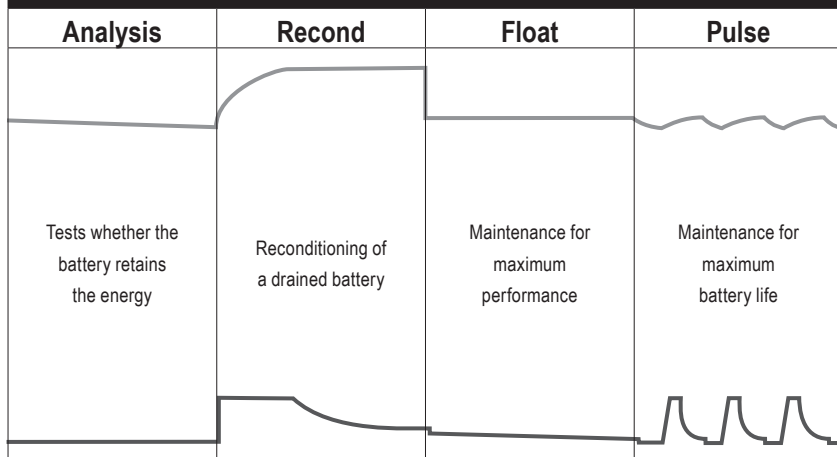 Analysis
Recond
Float
Pulse
Tests whether the
battery retains
the energy
Reconditioning of
a drained battery
Maintenance for
maximum
performance
Maintenance for
maximum
battery life